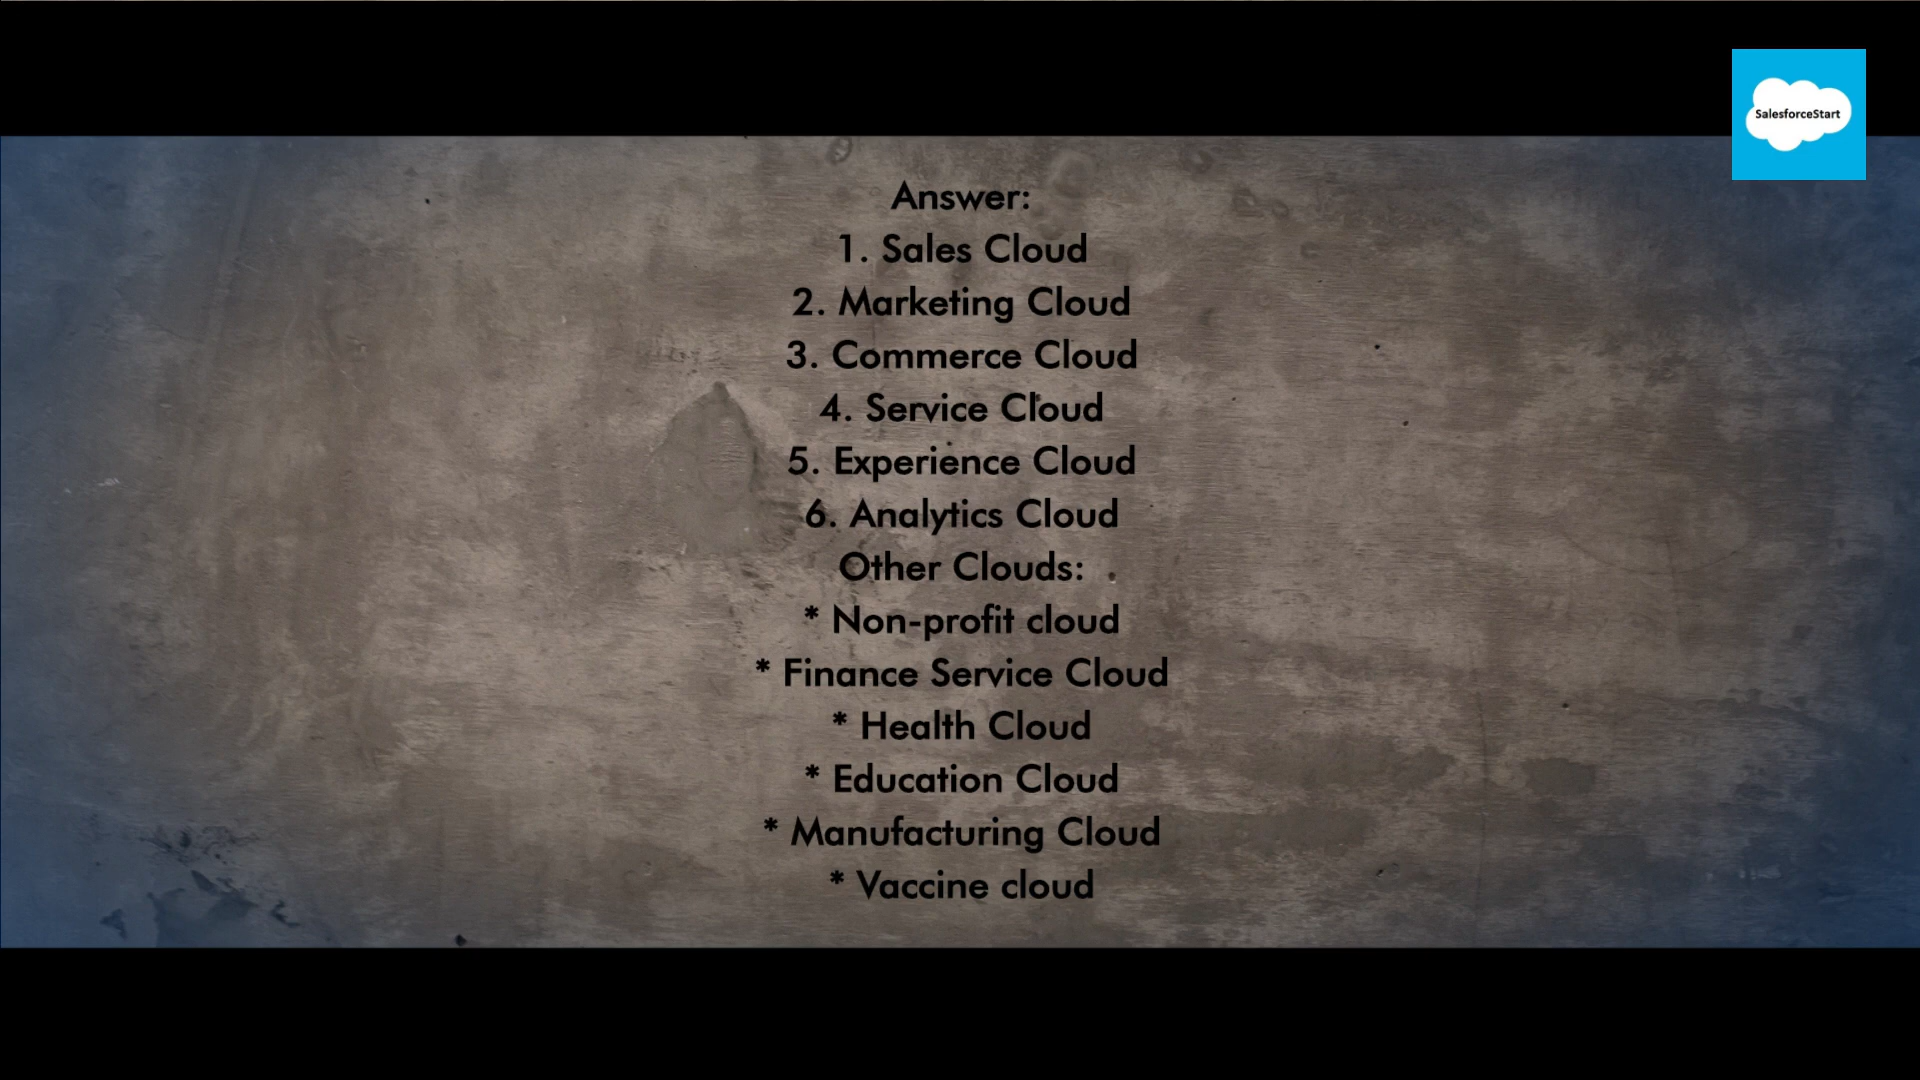 SalesforceStart
Answer:
1. Sales Cloud
2. Marketing Cloud
3. Commerce Cloud
4. Service Cloud
5. Experience Cloud
6. Analytics Cloud
Other Clouds:
* Non-profit cloud
* Finance Service Cloud
* Health Cloud
* Education Cloud
* Manufacturing Cloud
* Vaccine cloud